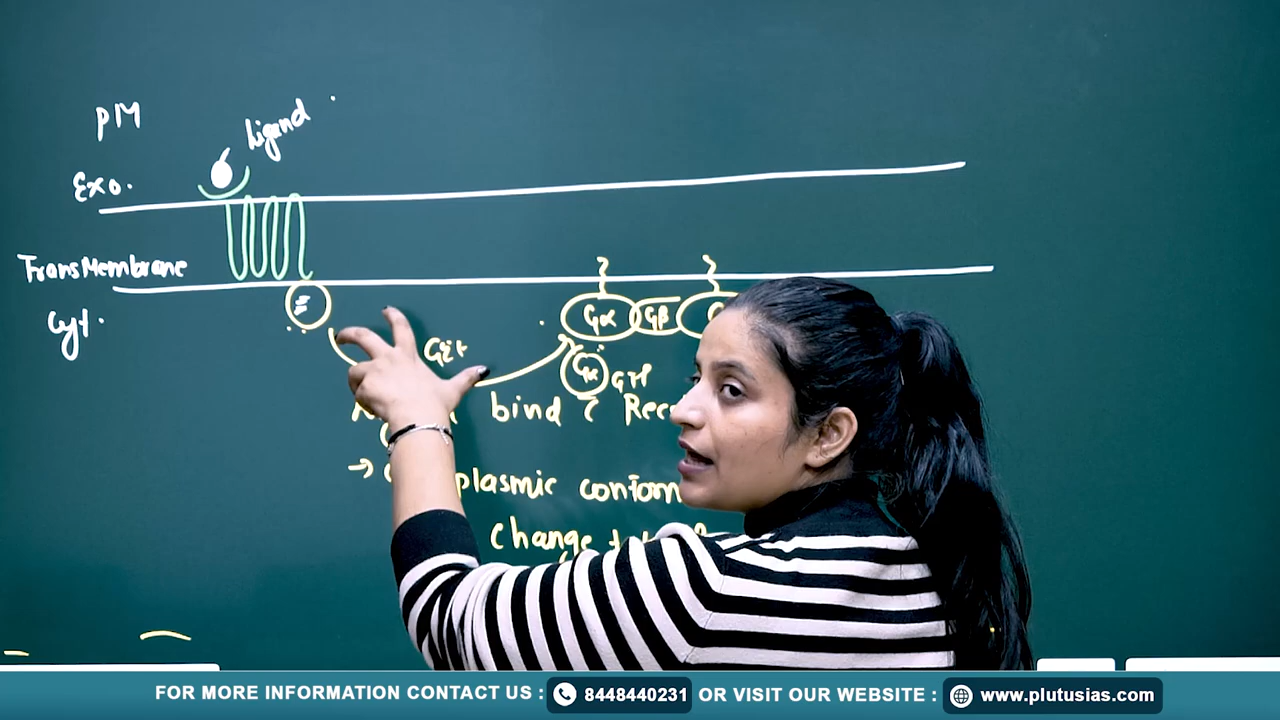 PM
Ligand
Exo.
TransMembrane
Cyt.
Gα Gβ
Gα GTP
bind c̄ Rec
→ plasmic conform
Change
FOR MORE INFORMATION CONTACT US : 8448440231 OR VISIT OUR WEBSITE : www.plutusias.com